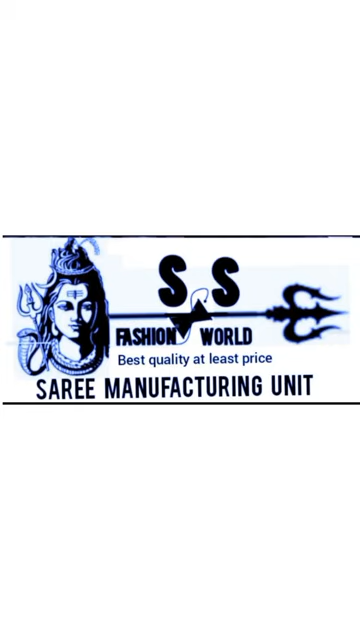 S S
FASHION WORLD
Best quality at least price
SAREE MANUFACTURING UNIT